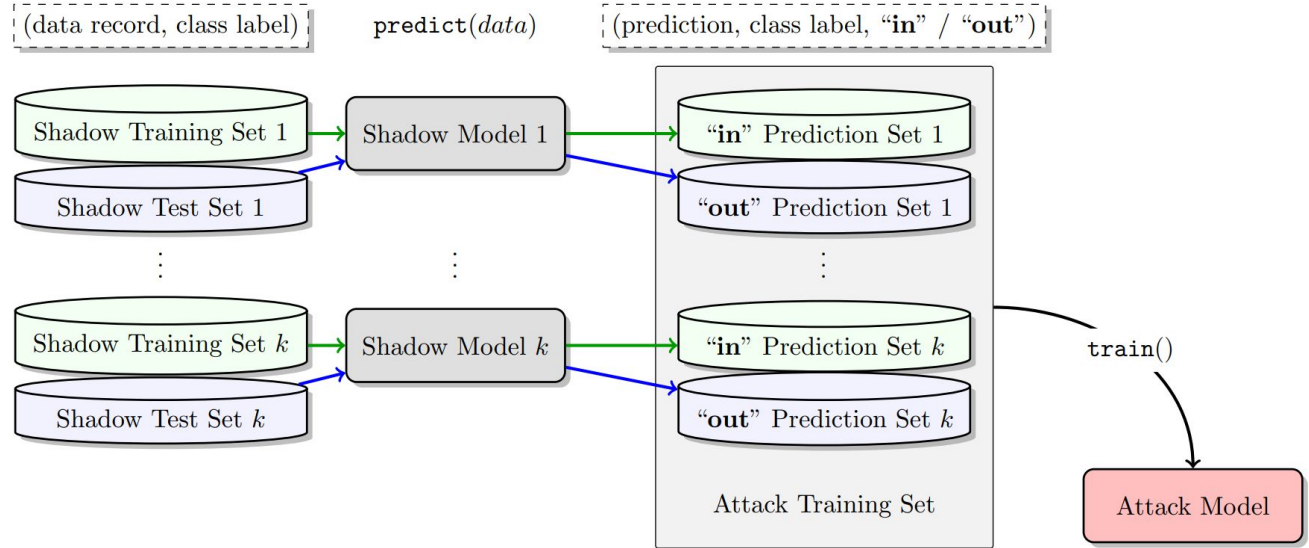 (data record, class label)
predict(data)
(prediction, class label, “in” / “out”)
Shadow Training Set 1
Shadow Model 1
“in” Prediction Set 1
Shadow Test Set 1
“out” Prediction Set 1
⋮ ⋮ ⋮
Shadow Training Set k
Shadow Model k
“in” Prediction Set k
train()
Shadow Test Set k
“out” Prediction Set k
Attack Training Set
Attack Model